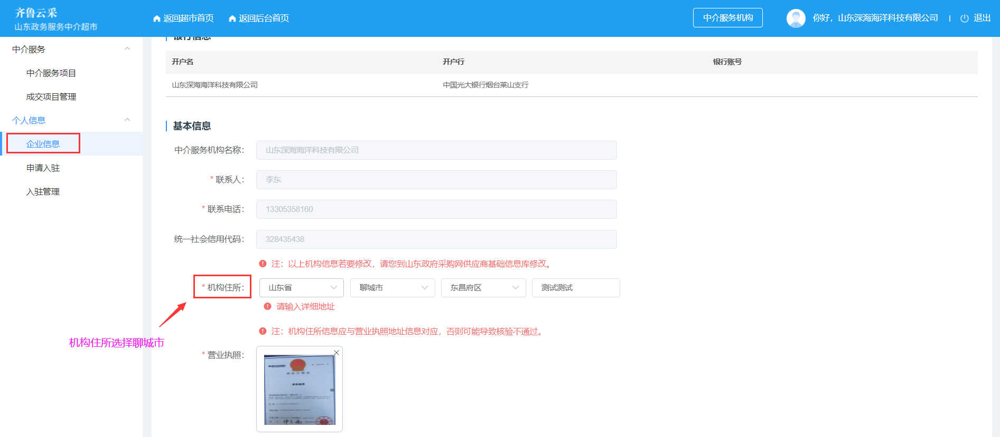 齐鲁云采
山东政务服务中介超市
返回超市首页
返回后台首页
中介服务机构
你好，山东深海海洋科技有限公司
退出
中介服务
中介服务项目
成交项目管理
个人信息
企业信息
申请入驻
入驻管理
银行信息
开户名 开户行 银行账号
山东深海海洋科技有限公司 中国光大银行烟台莱山支行
基本信息
中介服务机构名称： 山东深海海洋科技有限公司
* 联系人： 李东
* 联系电话： 13305358160
统一社会信用代码： 328435438
注：以上机构信息若要修改，请您到山东政府采购网供应商基础信息库修改。
* 机构住所： 山东省 聊城市 东昌府区 测试测试
请输入详细地址
注：机构住所信息应与营业执照地址信息对应，否则可能导致核验不通过。
机构住所选择聊城市
* 营业执照：